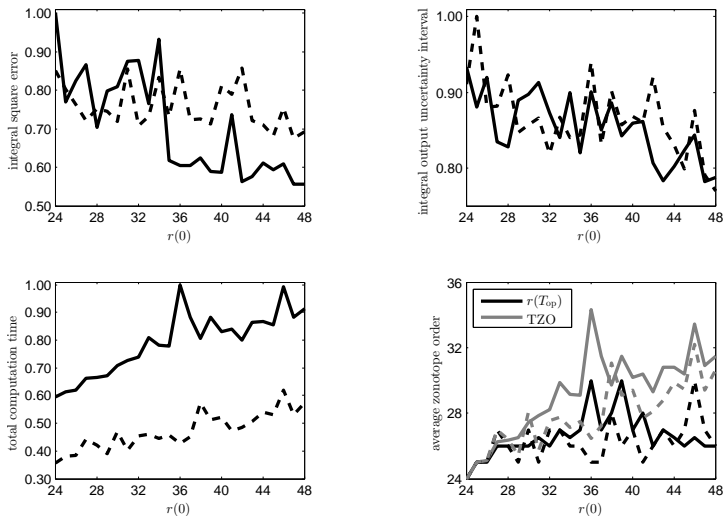 integral square error
1.00
0.90
0.80
0.70
0.60
0.50
24 28 32 36 40 44 48
r(0)
integral output uncertainty interval
1.00
0.90
0.80
24 28 32 36 40 44 48
r(0)
total computation time
1.00
0.90
0.80
0.70
0.60
0.50
0.40
0.30
24 28 32 36 40 44 48
r(0)
average zonotope order
36
32
28
24
r(T_op)
TZO
24 28 32 36 40 44 48
r(0)